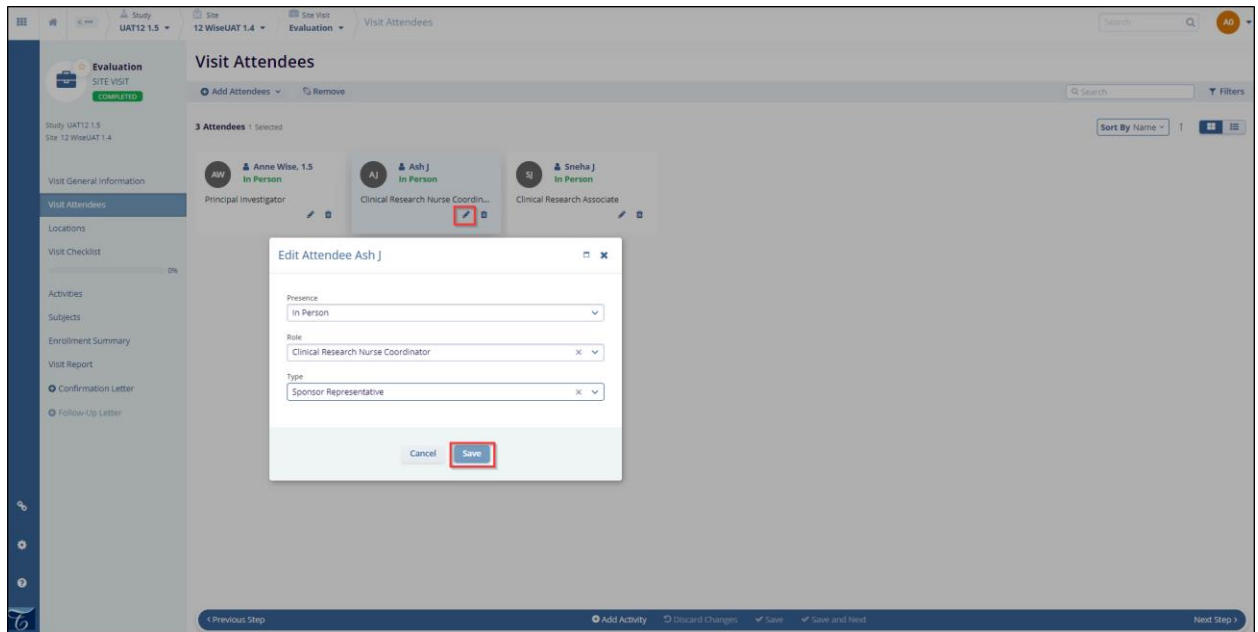 Study
UAT12 1.5
Site
12 WiseUAT 1.4
Site Visit
Evaluation
Visit Attendees
Search
AO
Evaluation
SITE VISIT
COMPLETED
Study UAT12 1.5
Site 12 WiseUAT 1.4
Visit General Information
Visit Attendees
Locations
Visit Checklist
0%
Activities
Subjects
Enrollment Summary
Visit Report
Confirmation Letter
Follow-Up Letter
Visit Attendees
Add Attendees
Remove
Search
Filters
3 Attendees 1 Selected
Sort By Name
AW
Anne Wise, 1.5
In Person
Principal Investigator
AJ
Ash J
In Person
Clinical Research Nurse Coordin...
SJ
Sneha J
In Person
Clinical Research Associate
Edit Attendee Ash J
Presence
In Person
Role
Clinical Research Nurse Coordinator
Type
Sponsor Representative
Cancel
Save
Previous Step
Add Activity
Discard Changes
Save
Save and Next
Next Step